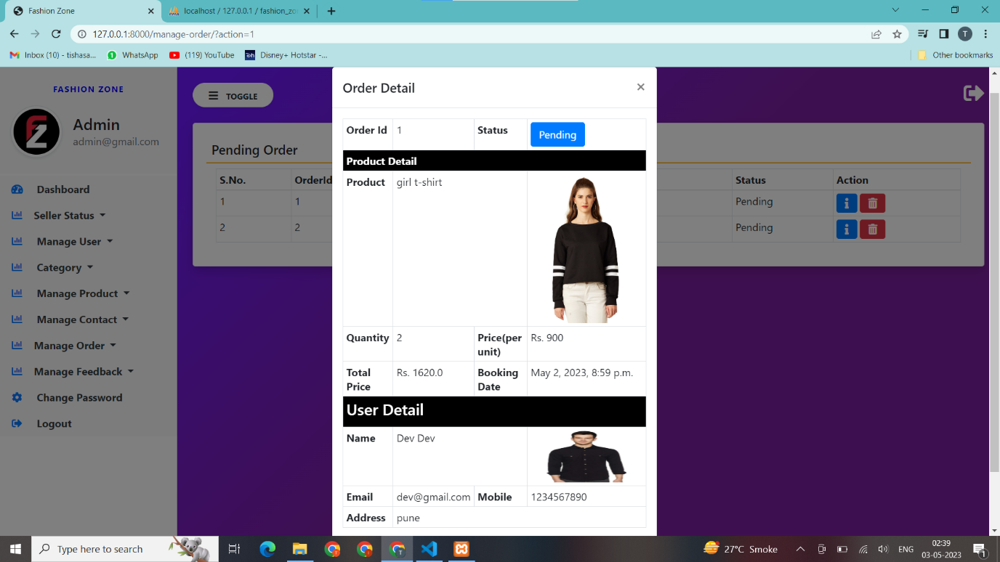 Fashion Zone
localhost / 127.0.0.1 / fashion_zo
127.0.0.1:8000/manage-order/?action=1
T
Inbox (10) - tishasa...
WhatsApp
(119) YouTube
Disney+ Hotstar -...
Other bookmarks
FASHION ZONE
Admin
admin@gmail.com
Dashboard
Seller Status
Manage User
Category
Manage Product
Manage Contact
Manage Order
Manage Feedback
Change Password
Logout
TOGGLE
Pending Order
S.No. OrderId Status Action
1 1 Pending
2 2 Pending
Order Detail
Order Id 1 Status Pending
Product Detail
Product girl t-shirt
Quantity 2 Price(per
unit) Rs. 900
Total
Price Rs. 1620.0 Booking
Date May 2, 2023, 8:59 p.m.
User Detail
Name Dev Dev
Email dev@gmail.com Mobile 1234567890
Address pune
Type here to search
27°C Smoke
ENG
02:39
03-05-2023
1